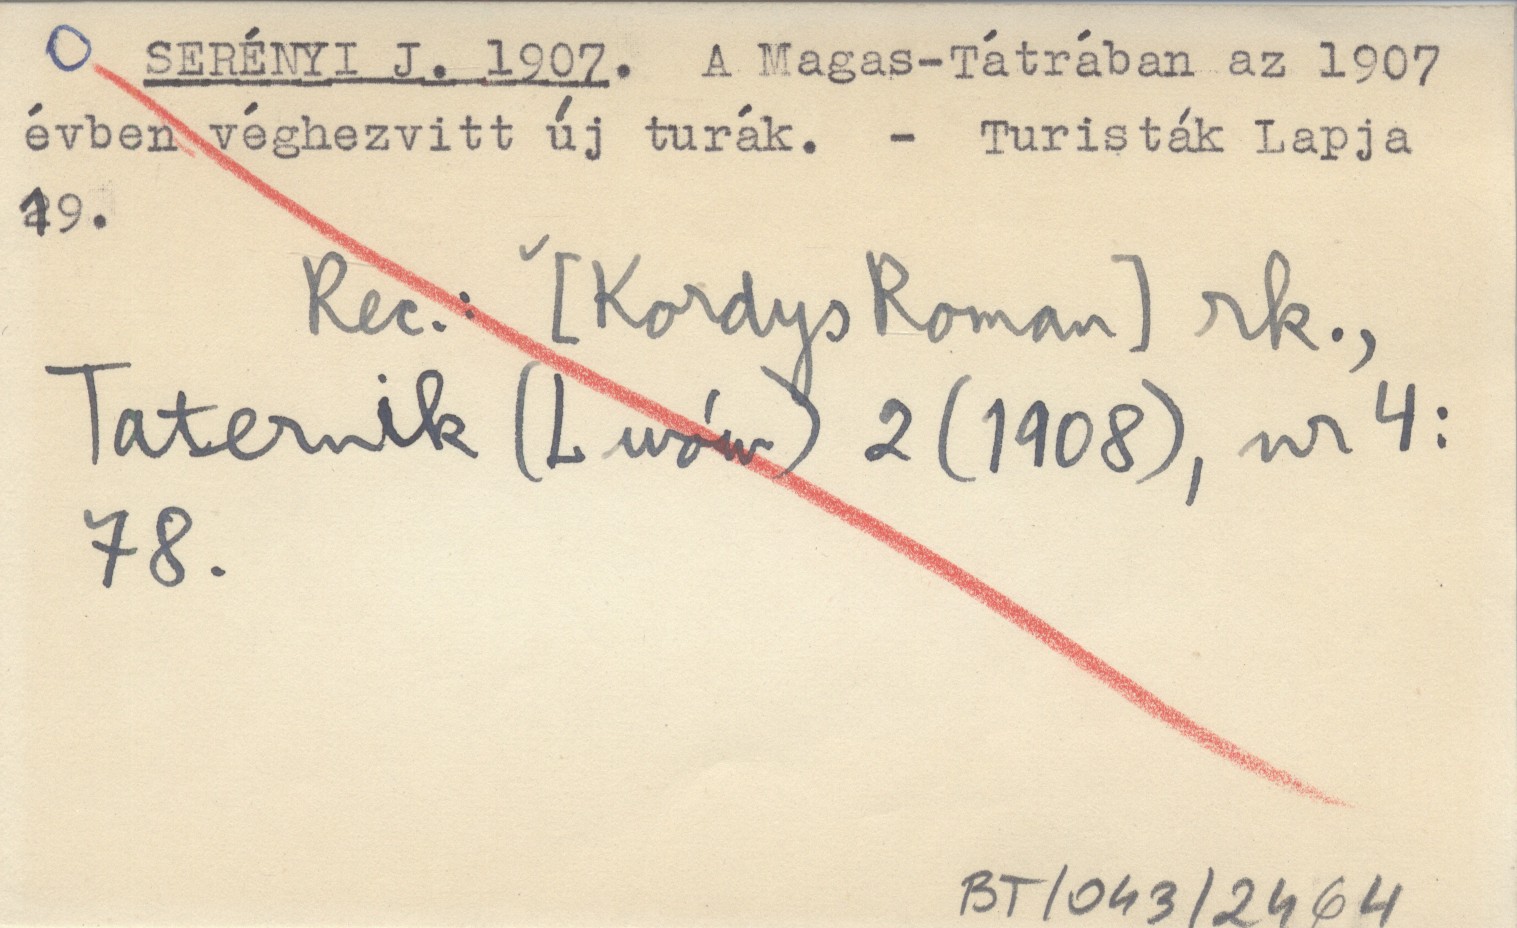 SERÉNYI J. 1907. A Magas-Tátrában az 1907
évben véghezvitt új turák. - Turisták Lapja
19.
Rec.: [Kordys Roman] rk.,
Taternik (Lwów) 2 (1908), nr 4:
78.
BT/043/2464